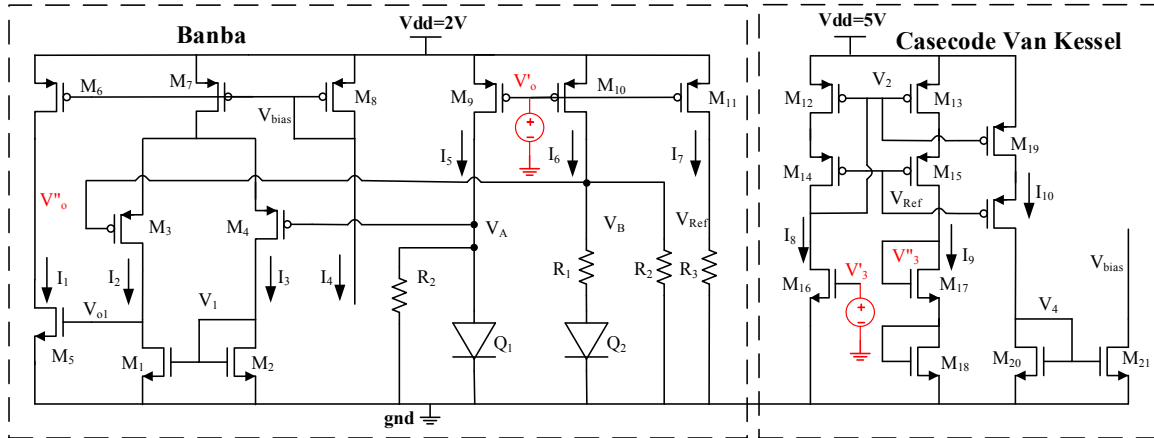 Banba
Vdd=2V
Vdd=5V
Casecode Van Kessel
M6
M7
M8
M9
V'o
M10
M11
Vbias
M12
V2
M13
M14
M15
M19
VRef
I5
I6
I7
I10
V"o
M3
M4
VA
VB
VRef
I8
I9
I1
I2
I3
I4
R2
R1
R2
R3
M16
V'3
V"3
M17
Vbias
Vo1
V1
V4
M5
M1
M2
Q1
Q2
M18
M20
M21
gnd